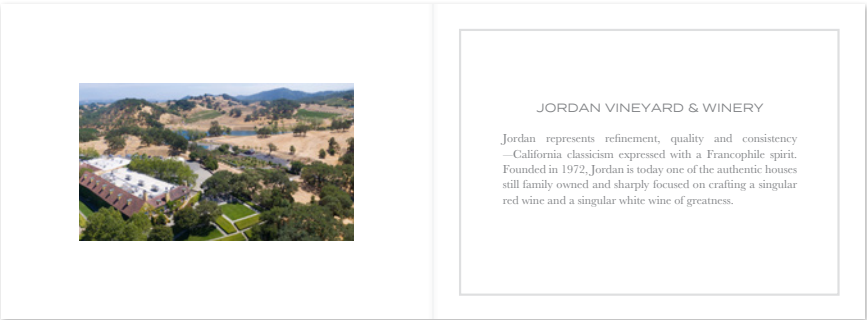 JORDAN VINEYARD & WINERY
Jordan represents refinement, quality and consistency
—California classicism expressed with a Francophile spirit.
Founded in 1972, Jordan is today one of the authentic houses
still family owned and sharply focused on crafting a singular
red wine and a singular white wine of greatness.